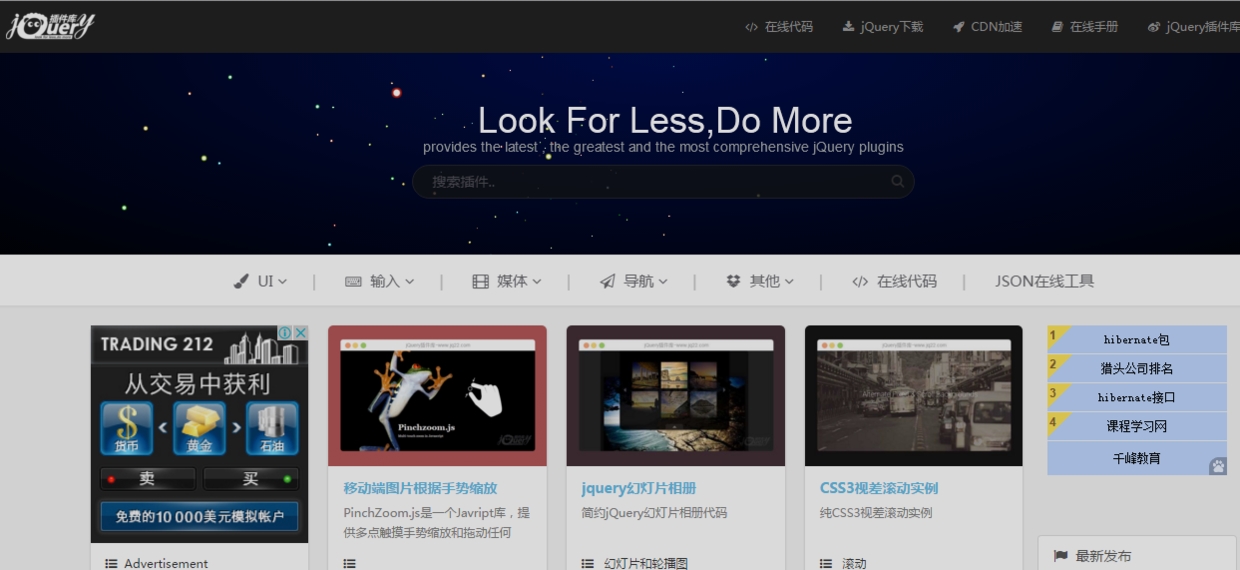 jQuery 插件库
在线代码
jQuery下载
CDN加速
在线手册
jQuery插件库
Look For Less,Do More
provides the latest , the greatest and the most comprehensive jQuery plugins
搜索插件..
UI
输入
媒体
导航
其他
在线代码
JSON在线工具
TRADING 212
从交易中获利
货币
黄金
石油
卖
买
免费的10 000美元模拟帐户
Advertisement
Pinchzoom.js
移动端图片根据手势缩放
PinchZoom.js是一个Javript库，提
供多点触摸手势缩放和拖动任何
jquery幻灯片相册
简约jQuery幻灯片相册代码
幻灯片和轮播图
CSS3视差滚动实例
纯CSS3视差滚动实例
滚动
1 hibernate包
2 猎头公司排名
3 hibernate接口
4 课程学习网
千峰教育
最新发布